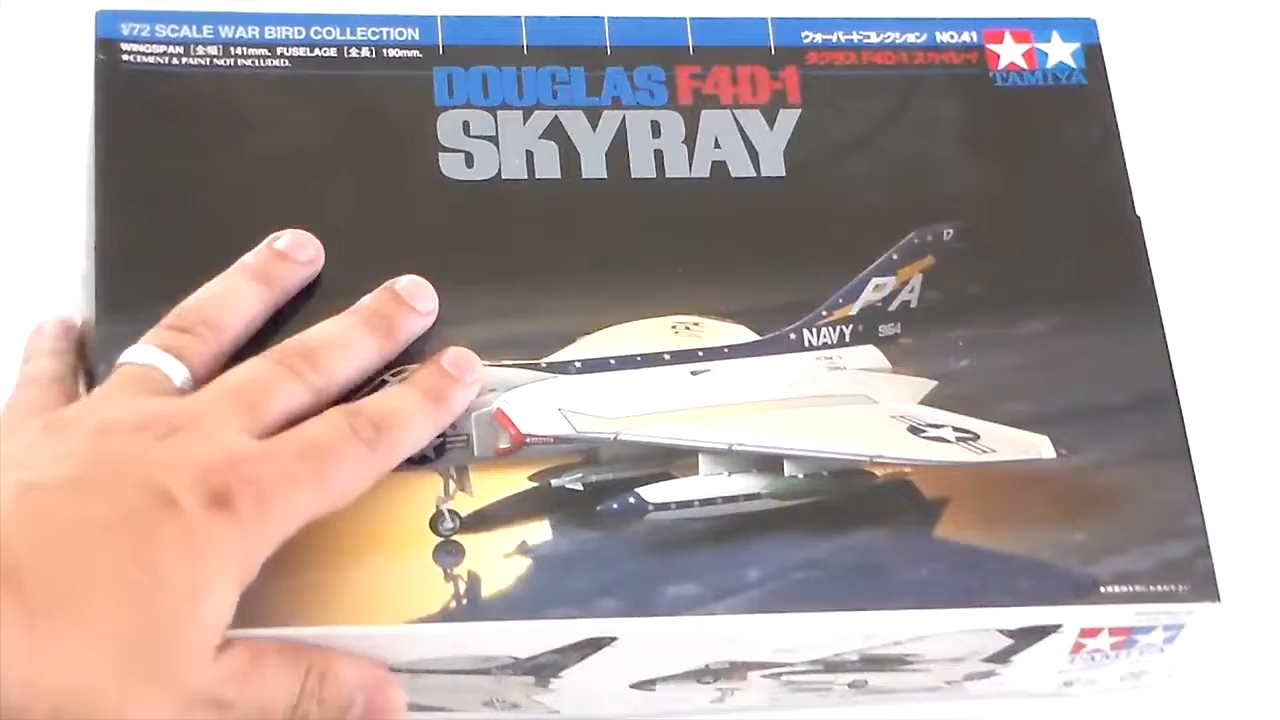 1/72 SCALE WAR BIRD COLLECTION
WINGSPAN [全幅] 141mm. FUSELAGE [全長] 190mm.
※CEMENT & PAINT NOT INCLUDED.
ウォーバードコレクション NO.41
ダグラス F4D-1 スカイレイ
TAMIYA
DOUGLAS F4D-1
SKYRAY
17
PA
NAVY
9164
TAMIYA